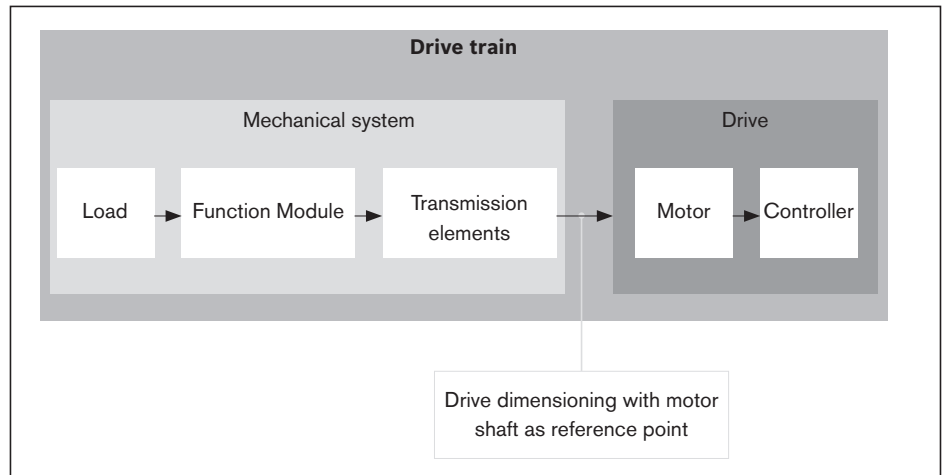 Drive train
Mechanical system
Drive
Load
Function Module
Transmission
elements
Motor
Controller
Drive dimensioning with motor
shaft as reference point